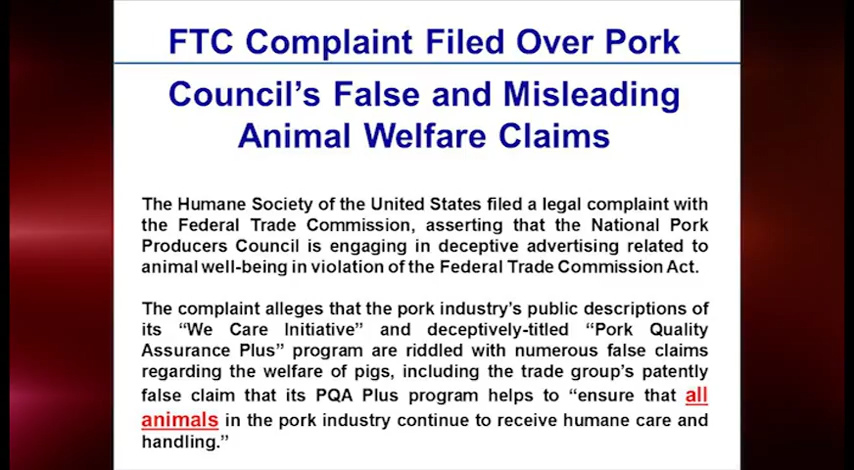 FTC Complaint Filed Over Pork
Council’s False and Misleading
Animal Welfare Claims
The Humane Society of the United States filed a legal complaint with
the Federal Trade Commission, asserting that the National Pork
Producers Council is engaging in deceptive advertising related to
animal well-being in violation of the Federal Trade Commission Act.
The complaint alleges that the pork industry’s public descriptions of
its “We Care Initiative” and deceptively-titled “Pork Quality
Assurance Plus” program are riddled with numerous false claims
regarding the welfare of pigs, including the trade group’s patently
false claim that its PQA Plus program helps to “ensure that all
animals in the pork industry continue to receive humane care and
handling.”